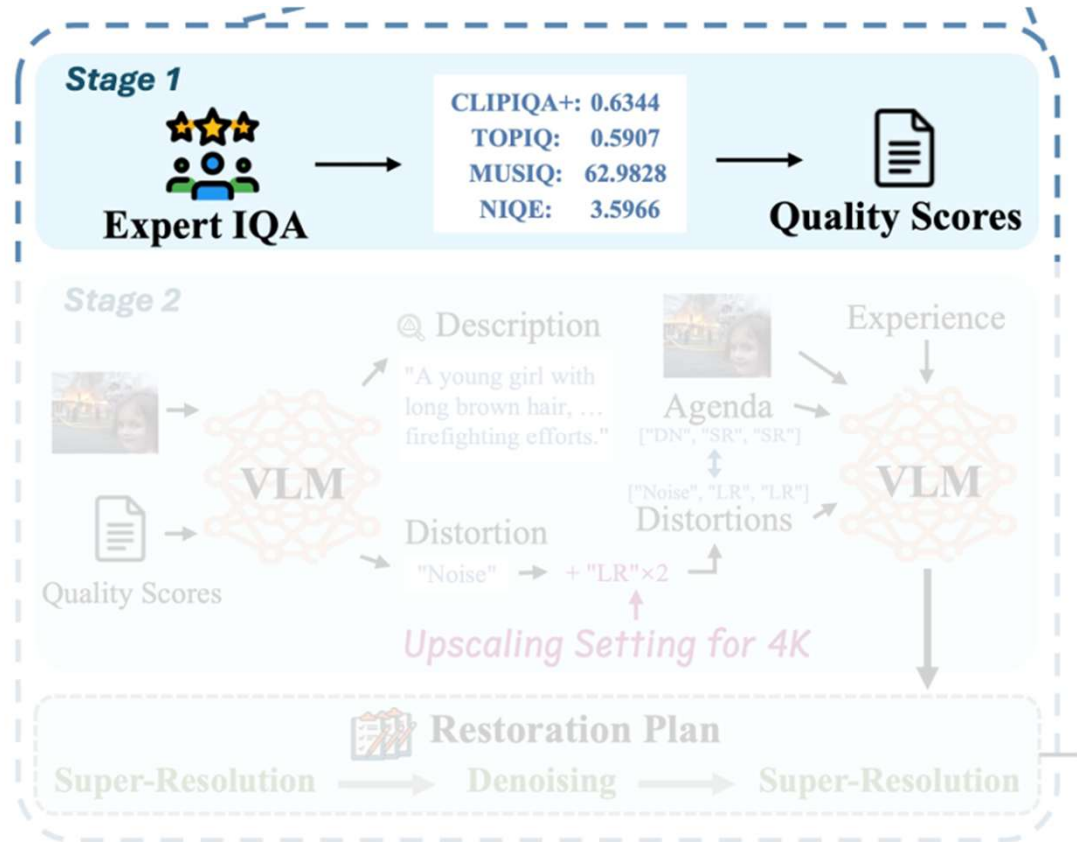 Stage 1
CLIPIQA+: 0.6344
TOPIQ: 0.5907
MUSIQ: 62.9828
NIQE: 3.5966
Expert IQA
Quality Scores
Stage 2
Description
"A young girl with
long brown hair, ...
firefighting efforts."
VLM
Quality Scores
Distortion
"Noise"
+ "LR"×2
Upscaling Setting for 4K
Experience
Agenda
["DN", "SR", "SR"]
["Noise", "LR", "LR"]
Distortions
VLM
Restoration Plan
Super-Resolution
Denoising
Super-Resolution